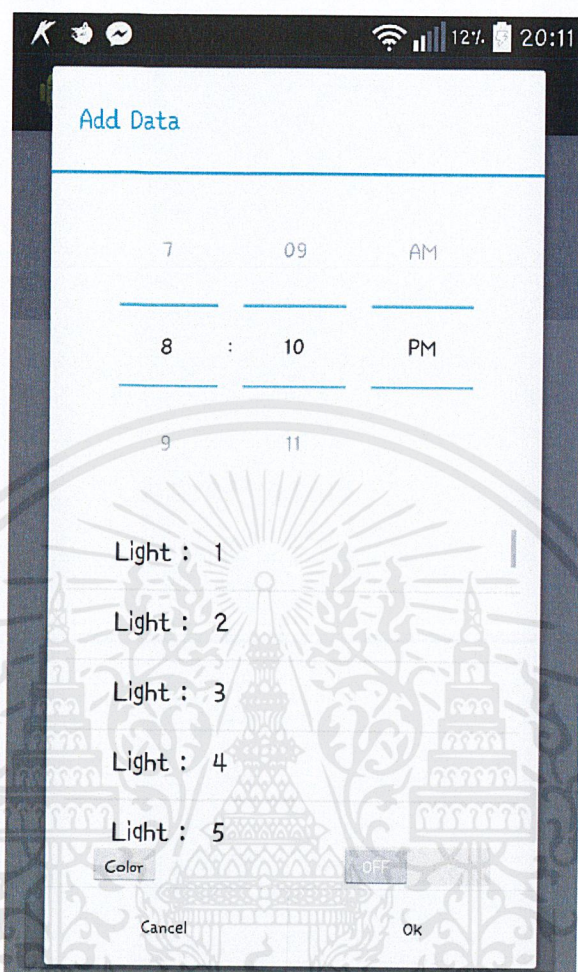 12% 20:11
Add Data
7 09 AM
8 : 10 PM
9 11
Light : 1
Light : 2
Light : 3
Light : 4
Light : 5
Color OFF
Cancel Ok